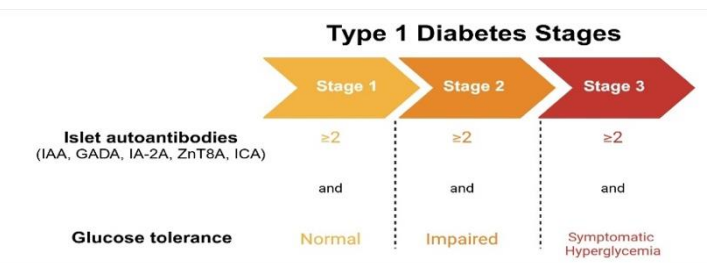 Type 1 Diabetes Stages
Stage 1 Stage 2 Stage 3
Islet autoantibodies ≥2 ≥2 ≥2
(IAA, GADA, IA-2A, ZnT8A, ICA)
and and and
Glucose tolerance Normal Impaired Symptomatic
Hyperglycemia